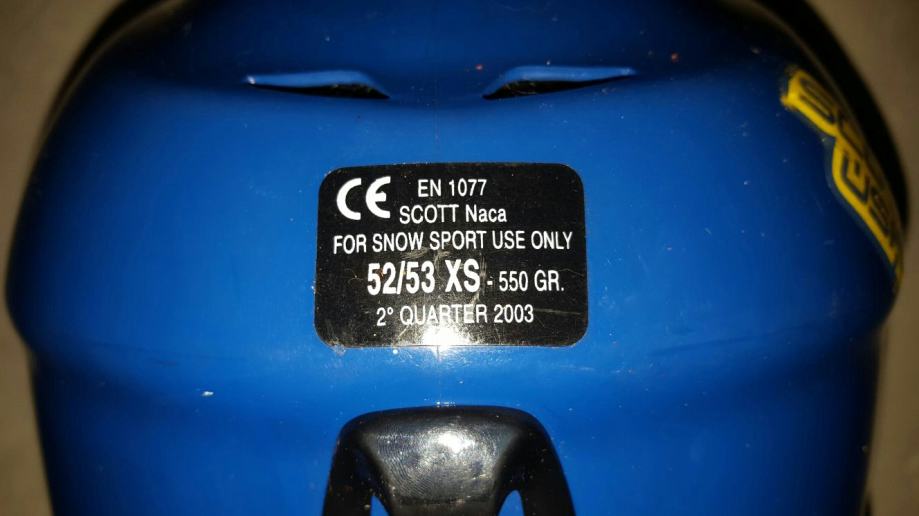 CE EN 1077
SCOTT Naca
FOR SNOW SPORT USE ONLY
52/53 XS - 550 GR.
2° QUARTER 2003